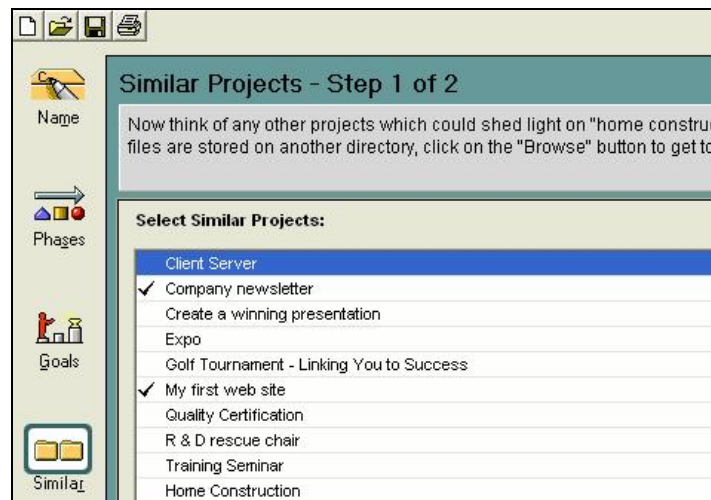 Name
Phases
Goals
Similar
Similar Projects - Step 1 of 2
Now think of any other projects which could shed light on "home constru
files are stored on another directory, click on the "Browse" button to get to
Select Similar Projects:
Client Server
Company newsletter
Create a winning presentation
Expo
Golf Tournament - Linking You to Success
My first web site
Quality Certification
R & D rescue chair
Training Seminar
Home Construction